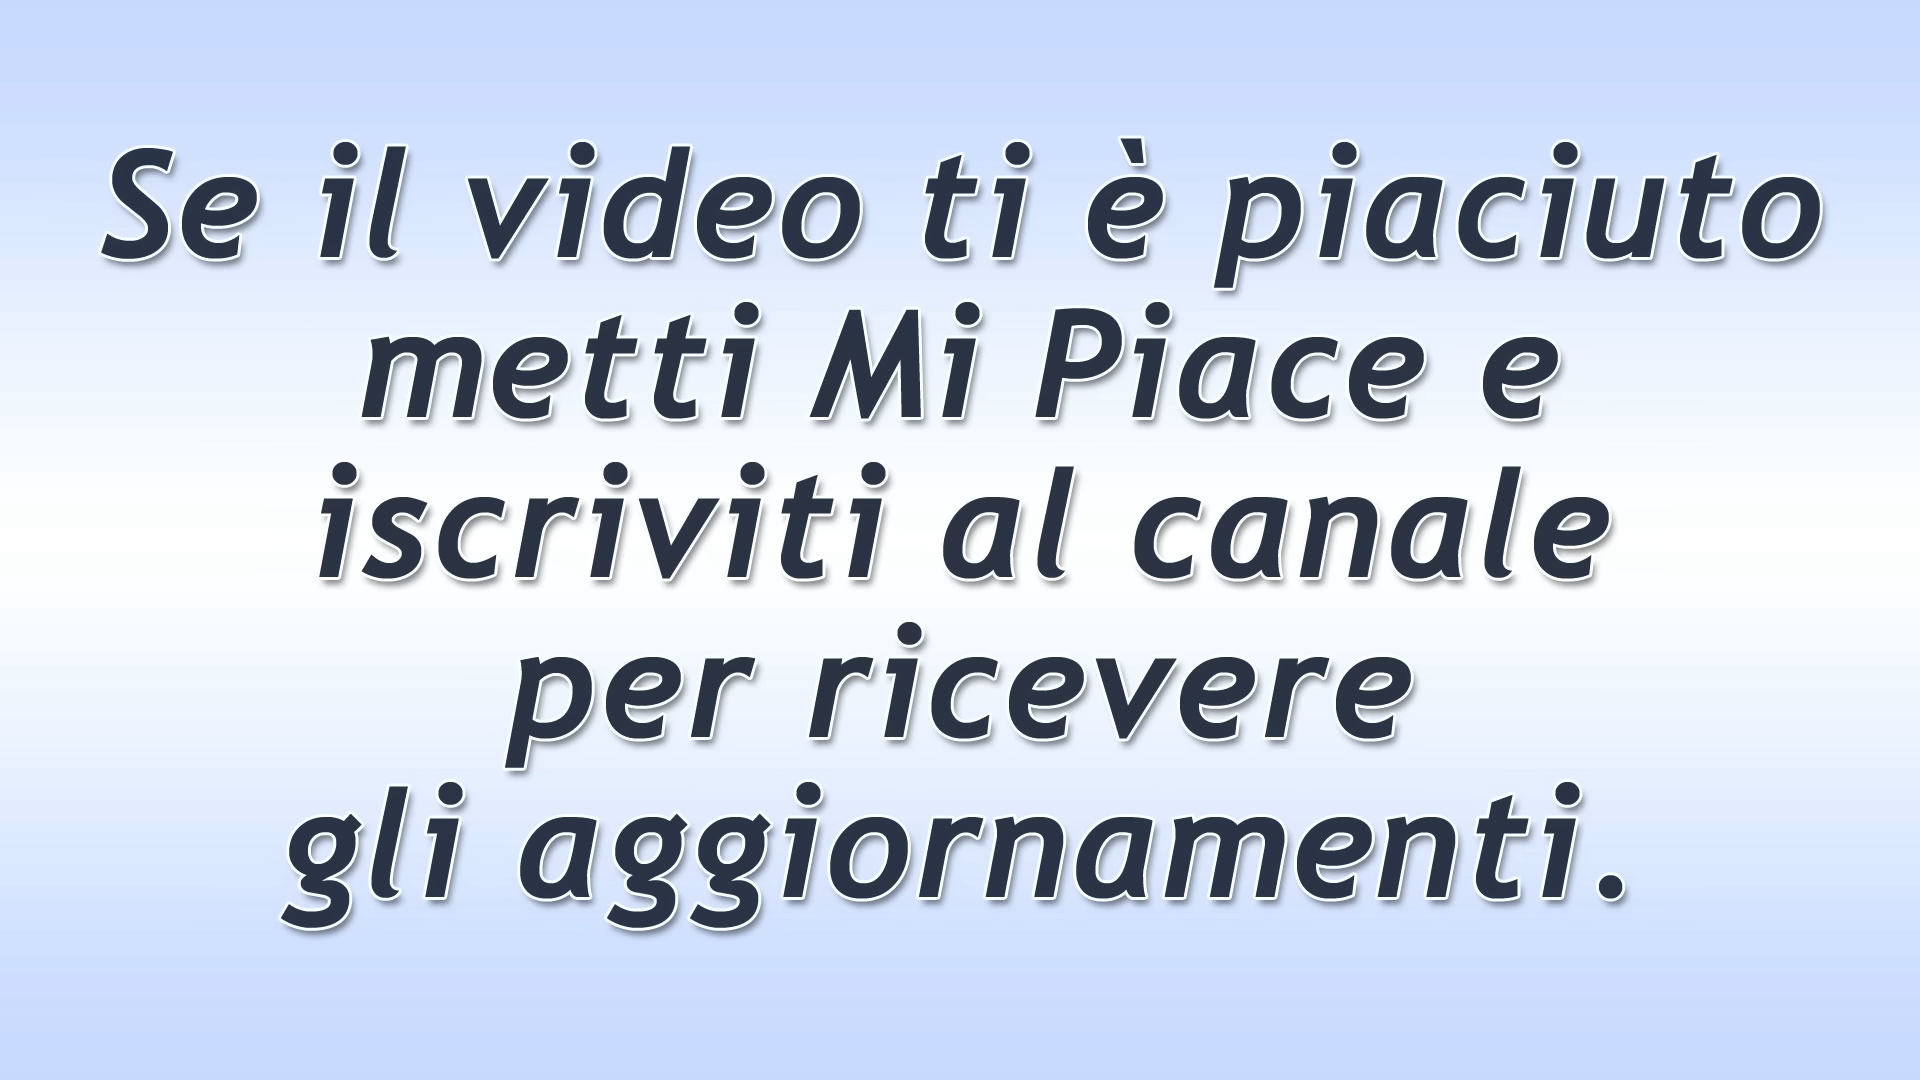 Se il video ti è piaciuto
metti Mi Piace e
iscriviti al canale
per ricevere
gli aggiornamenti.